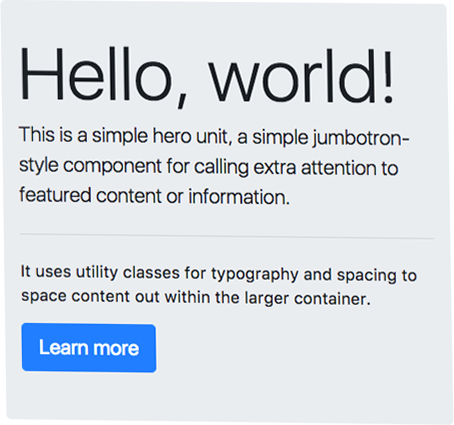 Hello, world!
This is a simple hero unit, a simple jumbotron-
style component for calling extra attention to
featured content or information.
It uses utility classes for typography and spacing to
space content out within the larger container.
Learn more